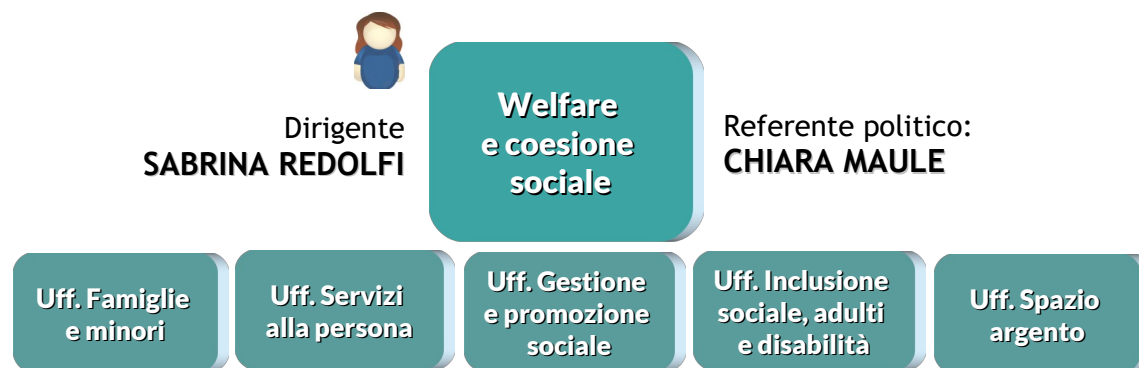 Dirigente
SABRINA REDOLFI
Welfare
e coesione
sociale
Referente politico:
CHIARA MAULE
Uff. Famiglie
e minori
Uff. Servizi
alla persona
Uff. Gestione
e promozione
sociale
Uff. Inclusione
sociale, adulti
e disabilità
Uff. Spazio
argento